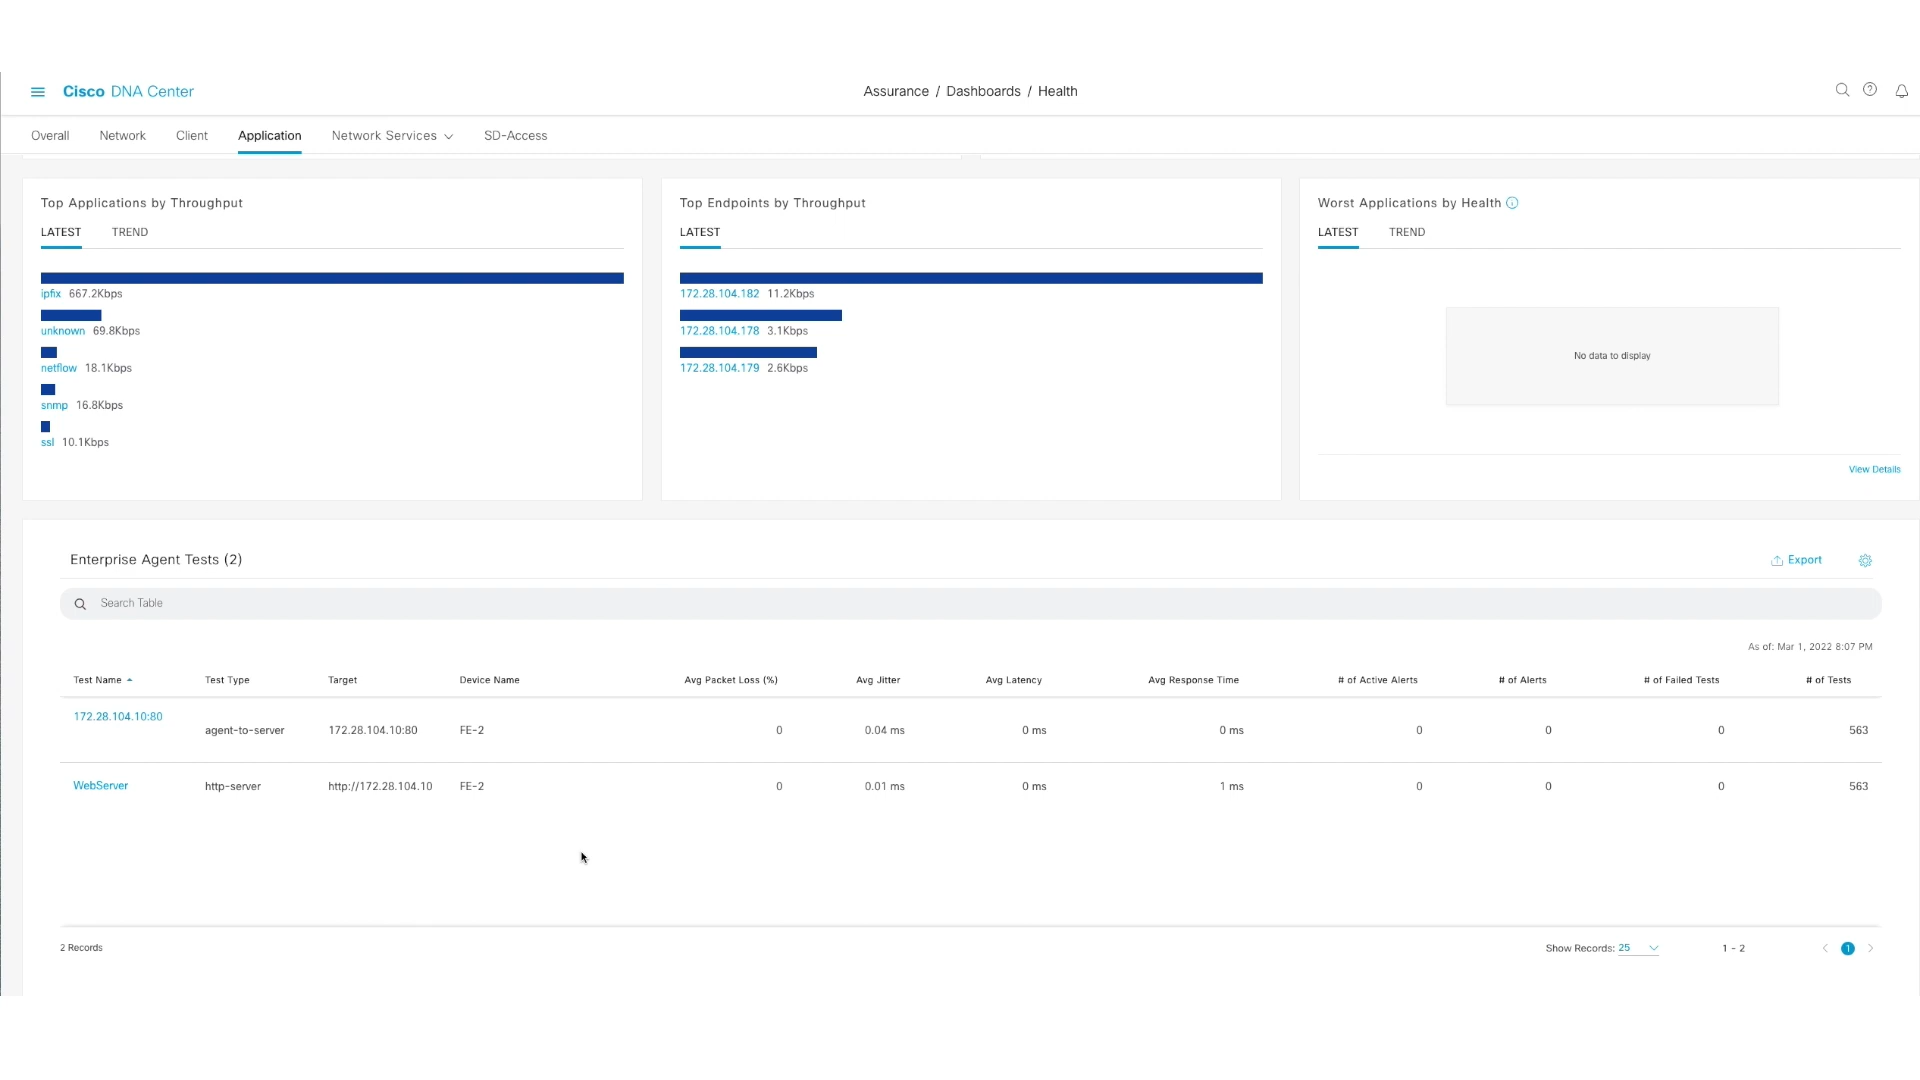 Cisco DNA Center
Assurance / Dashboards / Health
Overall Network Client Application Network Services SD-Access
Top Applications by Throughput
LATEST TREND
ipfix 667.2Kbps
unknown 69.8Kbps
netflow 18.1Kbps
snmp 16.8Kbps
ssl 10.1Kbps
Top Endpoints by Throughput
LATEST
172.28.104.182 11.2Kbps
172.28.104.178 3.1Kbps
172.28.104.179 2.6Kbps
Worst Applications by Health
LATEST TREND
No data to display
View Details
Enterprise Agent Tests (2)
Export
Search Table
As of: Mar 1, 2022 8:07 PM
Test Name Test Type Target Device Name Avg Packet Loss (%) Avg Jitter Avg Latency Avg Response Time # of Active Alerts # of Alerts # of Failed Tests # of Tests
172.28.104.10:80 agent-to-server 172.28.104.10:80 FE-2 0 0.04 ms 0 ms 0 ms 0 0 0 563
WebServer http-server http://172.28.104.10 FE-2 0 0.01 ms 0 ms 1 ms 0 0 0 563
2 Records
Show Records: 25 1 - 2 1